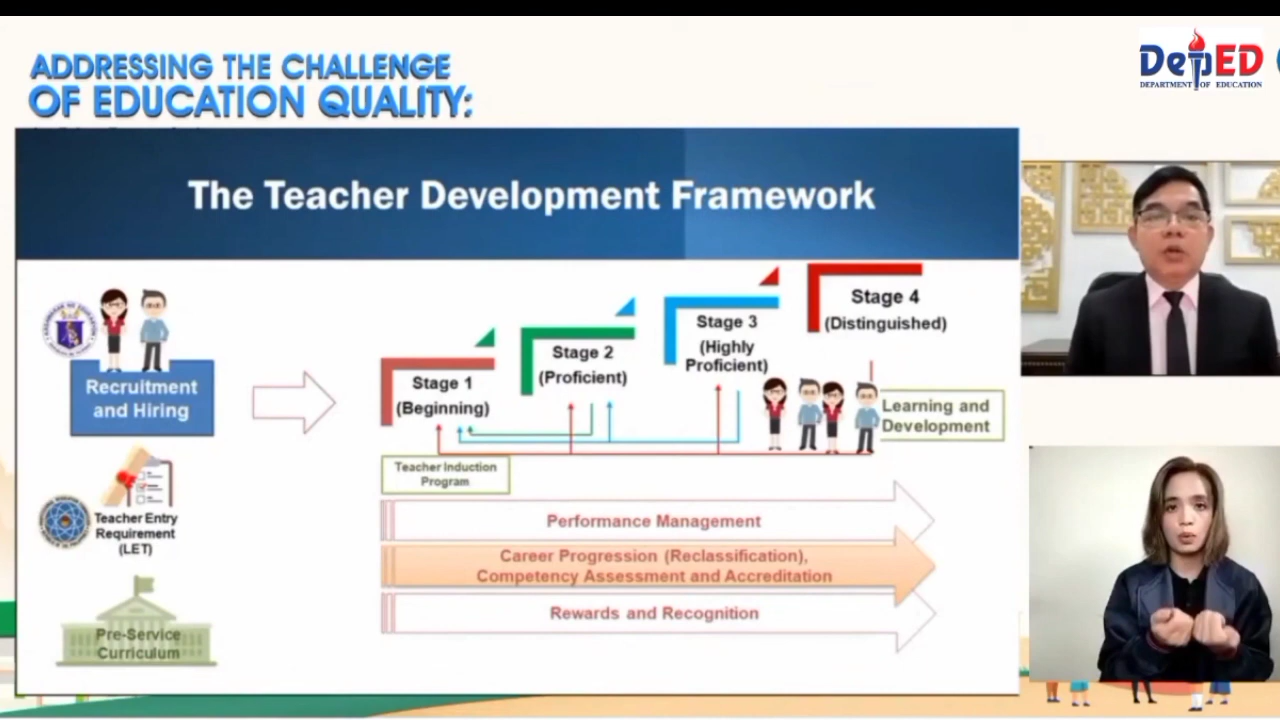 ADDRESSING THE CHALLENGE
OF EDUCATION QUALITY:
DepED
DEPARTMENT OF EDUCATION
The Teacher Development Framework
Recruitment
and Hiring
Teacher Entry
Requirement
(LET)
Pre-Service
Curriculum
Stage 1
(Beginning)
Stage 2
(Proficient)
Stage 3
(Highly
Proficient)
Stage 4
(Distinguished)
Learning and
Development
Teacher Induction
Program
Performance Management
Career Progression (Reclassification),
Competency Assessment and Accreditation
Rewards and Recognition